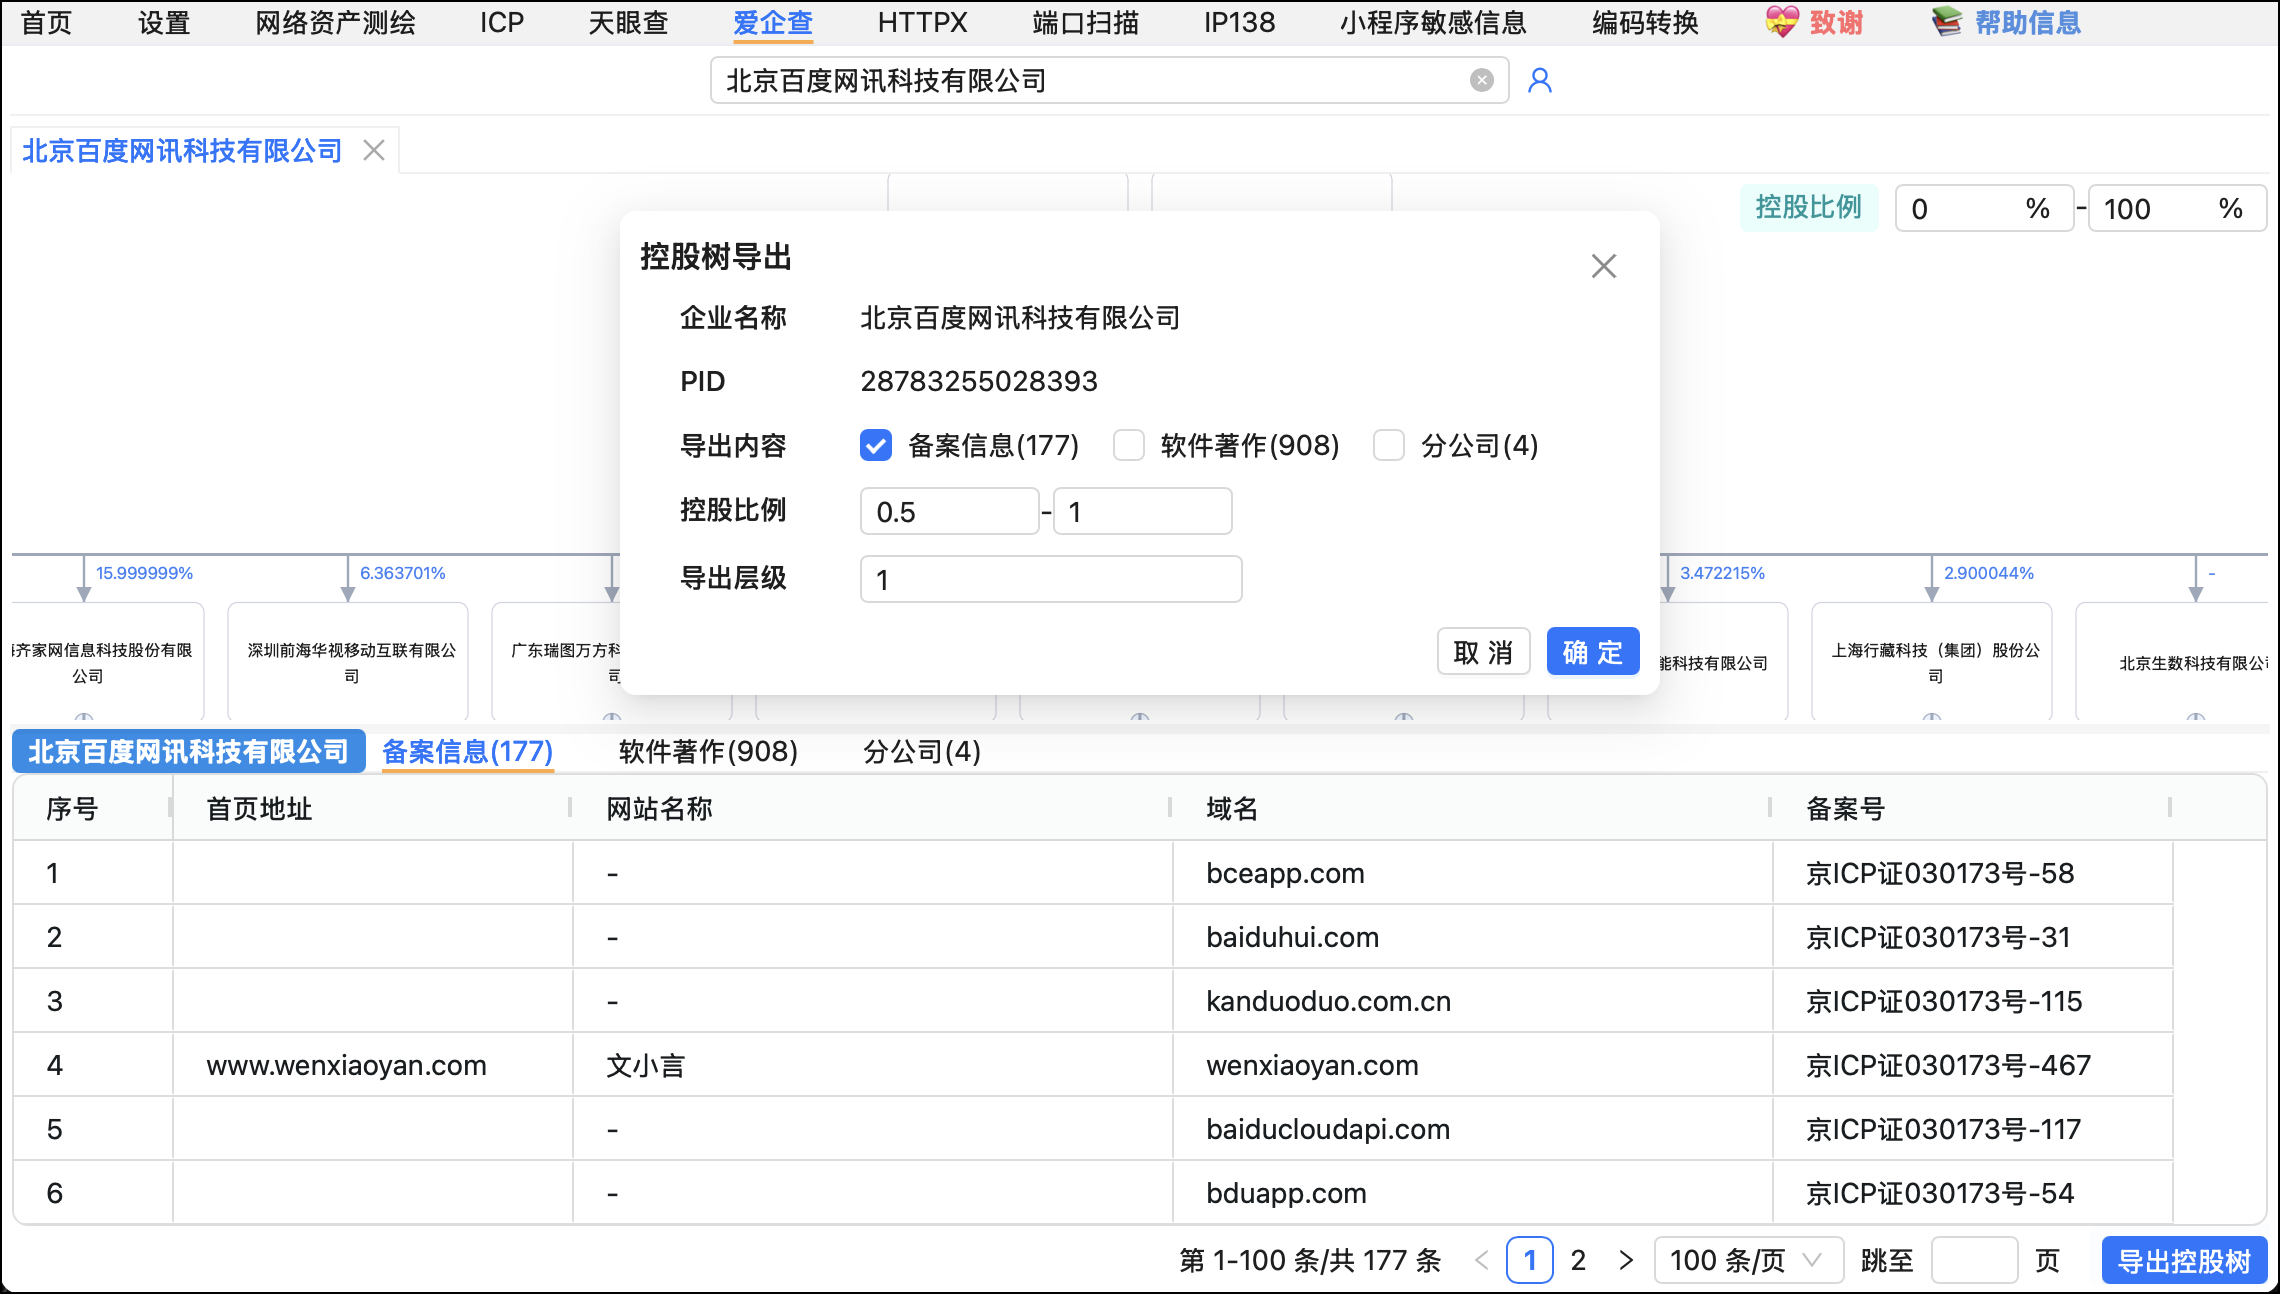 首页 设置 网络资产测绘 ICP 天眼查 爱企查 HTTPX 端口扫描 IP138 小程序敏感信息 编码转换 致谢 帮助信息
北京百度网讯科技有限公司
北京百度网讯科技有限公司
控股比例 0 % - 100 %
控股树导出
企业名称 北京百度网讯科技有限公司
PID 28783255028393
导出内容 备案信息(177) 软件著作(908) 分公司(4)
控股比例 0.5 - 1
导出层级 1
取 消 确 定
15.999999% 6.363701% 3.472215% 2.900044% -
齐家网信息科技股份有限
公司
深圳前海华视移动互联有限公
司
广东瑞图万方科
司
能科技有限公司
上海行藏科技（集团）股份公
司
北京生数科技有限公
北京百度网讯科技有限公司 备案信息(177) 软件著作(908) 分公司(4)
序号 首页地址 网站名称 域名 备案号
1 - bceapp.com 京ICP证030173号-58
2 - baiduhui.com 京ICP证030173号-31
3 - kanduoduo.com.cn 京ICP证030173号-115
4 www.wenxiaoyan.com 文小言 wenxiaoyan.com 京ICP证030173号-467
5 - baiducloudapi.com 京ICP证030173号-117
6 - bduapp.com 京ICP证030173号-54
第 1-100 条/共 177 条 < 1 2 > 100 条/页 跳至 页 导出控股树